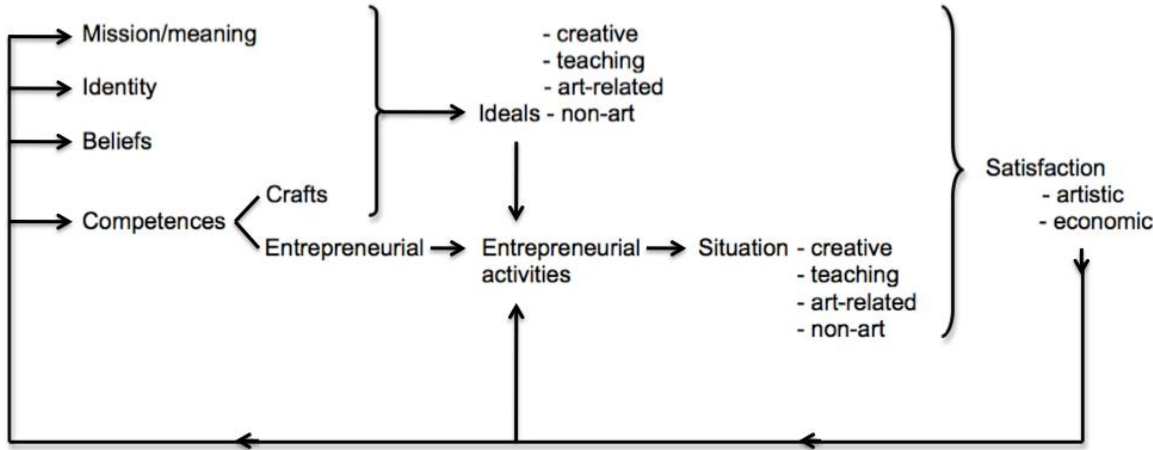 Mission/meaning
Identity
Beliefs
Competences
Crafts
Entrepreneurial
- creative
- teaching
- art-related
Ideals - non-art
Entrepreneurial
activities
Situation - creative
- teaching
- art-related
- non-art
Satisfaction
- artistic
- economic